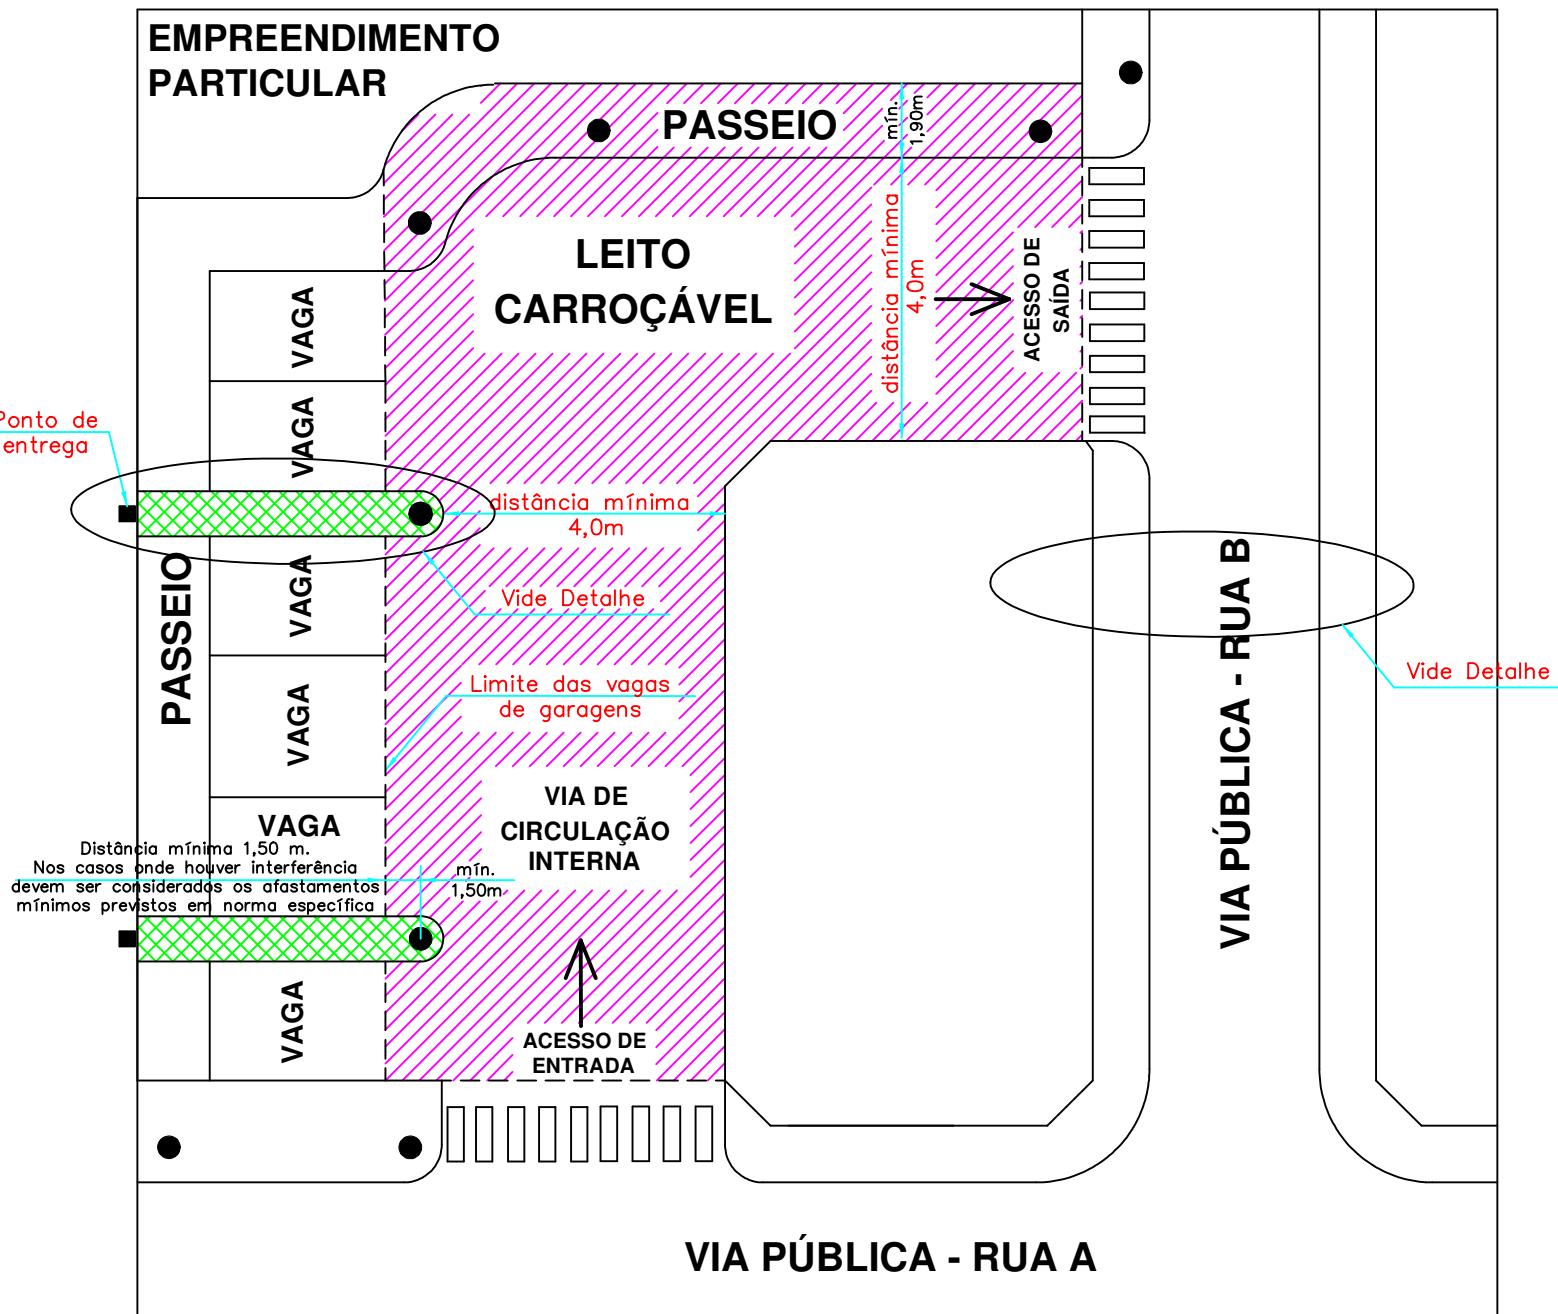 EMPREENDIMENTO
PARTICULAR
PASSEIO
mín.
1,90m
LEITO
CARROÇÁVEL
distância mínima
4,0m
ACESSO DE
SAÍDA
VAGA
VAGA
Ponto de
entrega
distância mínima
4,0m
PASSEIO
VAGA
Vide Detalhe
VIA PÚBLICA - RUA B
Vide Detalhe
Limite das vagas
de garagens
VAGA
VIA DE
CIRCULAÇÃO
INTERNA
VAGA
Distância mínima 1,50 m.
Nos casos onde houver interferência
devem ser considerados os afastamentos
mínimos previstos em norma específica
mín.
1,50m
VAGA
ACESSO DE
ENTRADA
VIA PÚBLICA - RUA A